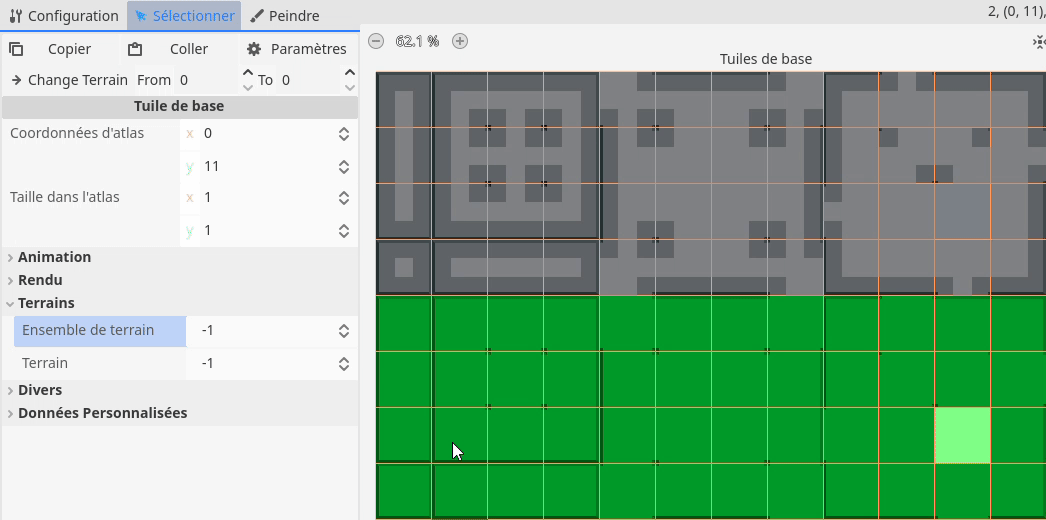 Configuration Sélectionner Peindre 2, (0, 11),
Copier Coller Paramètres
62.1 %
Tuiles de base
Change Terrain From 0 To 0
Tuile de base
Coordonnées d'atlas x 0
y 11
Taille dans l'atlas x 1
y 1
Animation
Rendu
Terrains
Ensemble de terrain -1
Terrain -1
Divers
Données Personnalisées